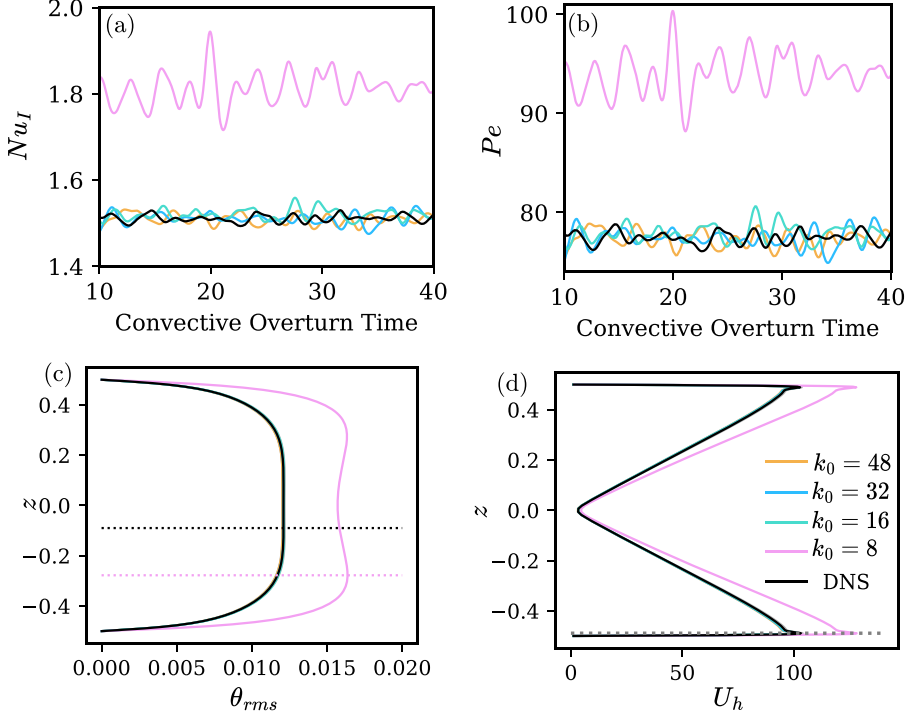 (a)
2.0
1.8
1.6
1.4
Nu_I
10 20 30 40
Convective Overturn Time
(b)
100
90
80
Pe
10 20 30 40
Convective Overturn Time
(c)
0.4
0.2
0.0
−0.2
−0.4
z
0.000 0.005 0.010 0.015 0.020
θ_{rms}
(d)
0.4
0.2
0.0
−0.2
−0.4
z
k_0 = 48
k_0 = 32
k_0 = 16
k_0 = 8
DNS
0 50 100
U_h